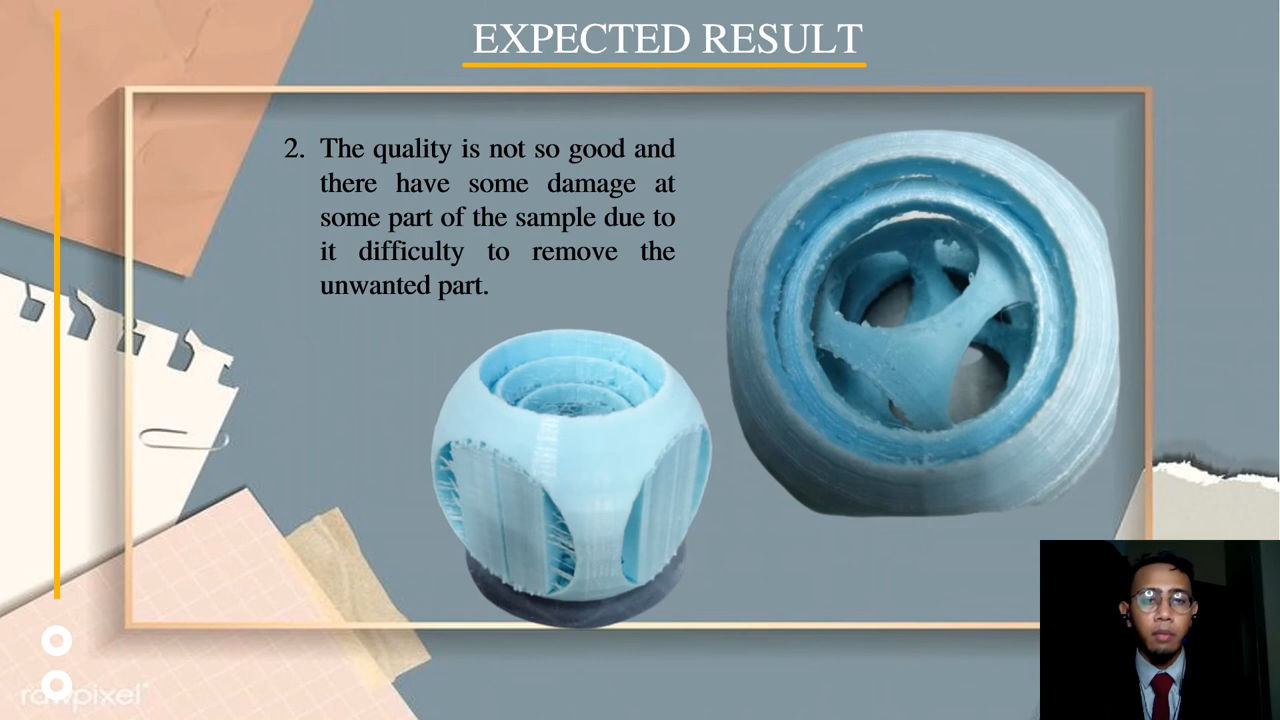 EXPECTED RESULT
2. The quality is not so good and
there have some damage at
some part of the sample due to
it difficulty to remove the
unwanted part.
rawpixel